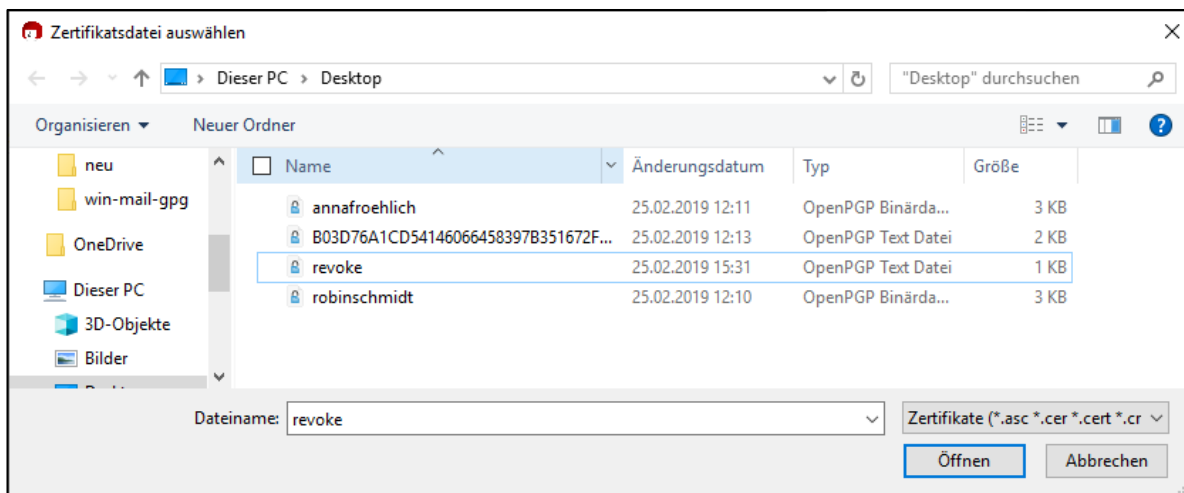 Zertifikatsdatei auswählen
Dieser PC > Desktop "Desktop" durchsuchen
Organisieren Neuer Ordner
neu
win-mail-gpg
OneDrive
Dieser PC
3D-Objekte
Bilder
Name Änderungsdatum Typ Größe
annafroehlich 25.02.2019 12:11 OpenPGP Binärda... 3 KB
B03D76A1CD54146066458397B351672F... 25.02.2019 12:13 OpenPGP Text Datei 2 KB
revoke 25.02.2019 15:31 OpenPGP Text Datei 1 KB
robinschmidt 25.02.2019 12:10 OpenPGP Binärda... 3 KB
Dateiname: revoke Zertifikate (*.asc *.cer *.cert *.cr
Öffnen Abbrechen